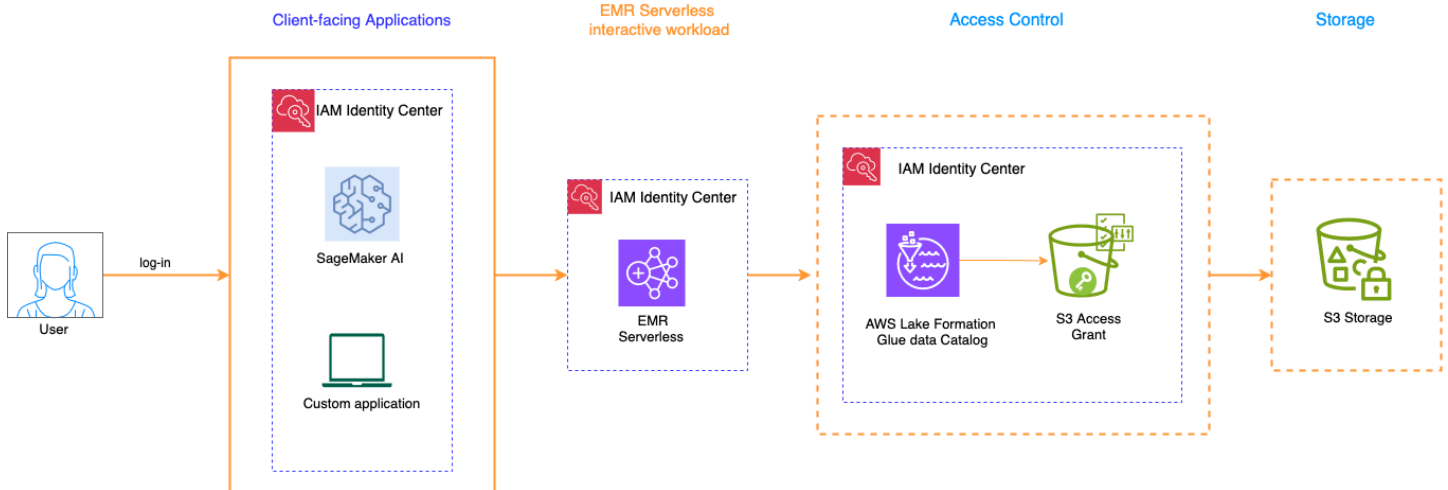 Client-facing Applications
EMR Serverless
interactive workload
Access Control
Storage
IAM Identity Center
SageMaker AI
Custom application
log-in
User
IAM Identity Center
EMR
Serverless
IAM Identity Center
AWS Lake Formation
Glue data Catalog
S3 Access
Grant
S3 Storage